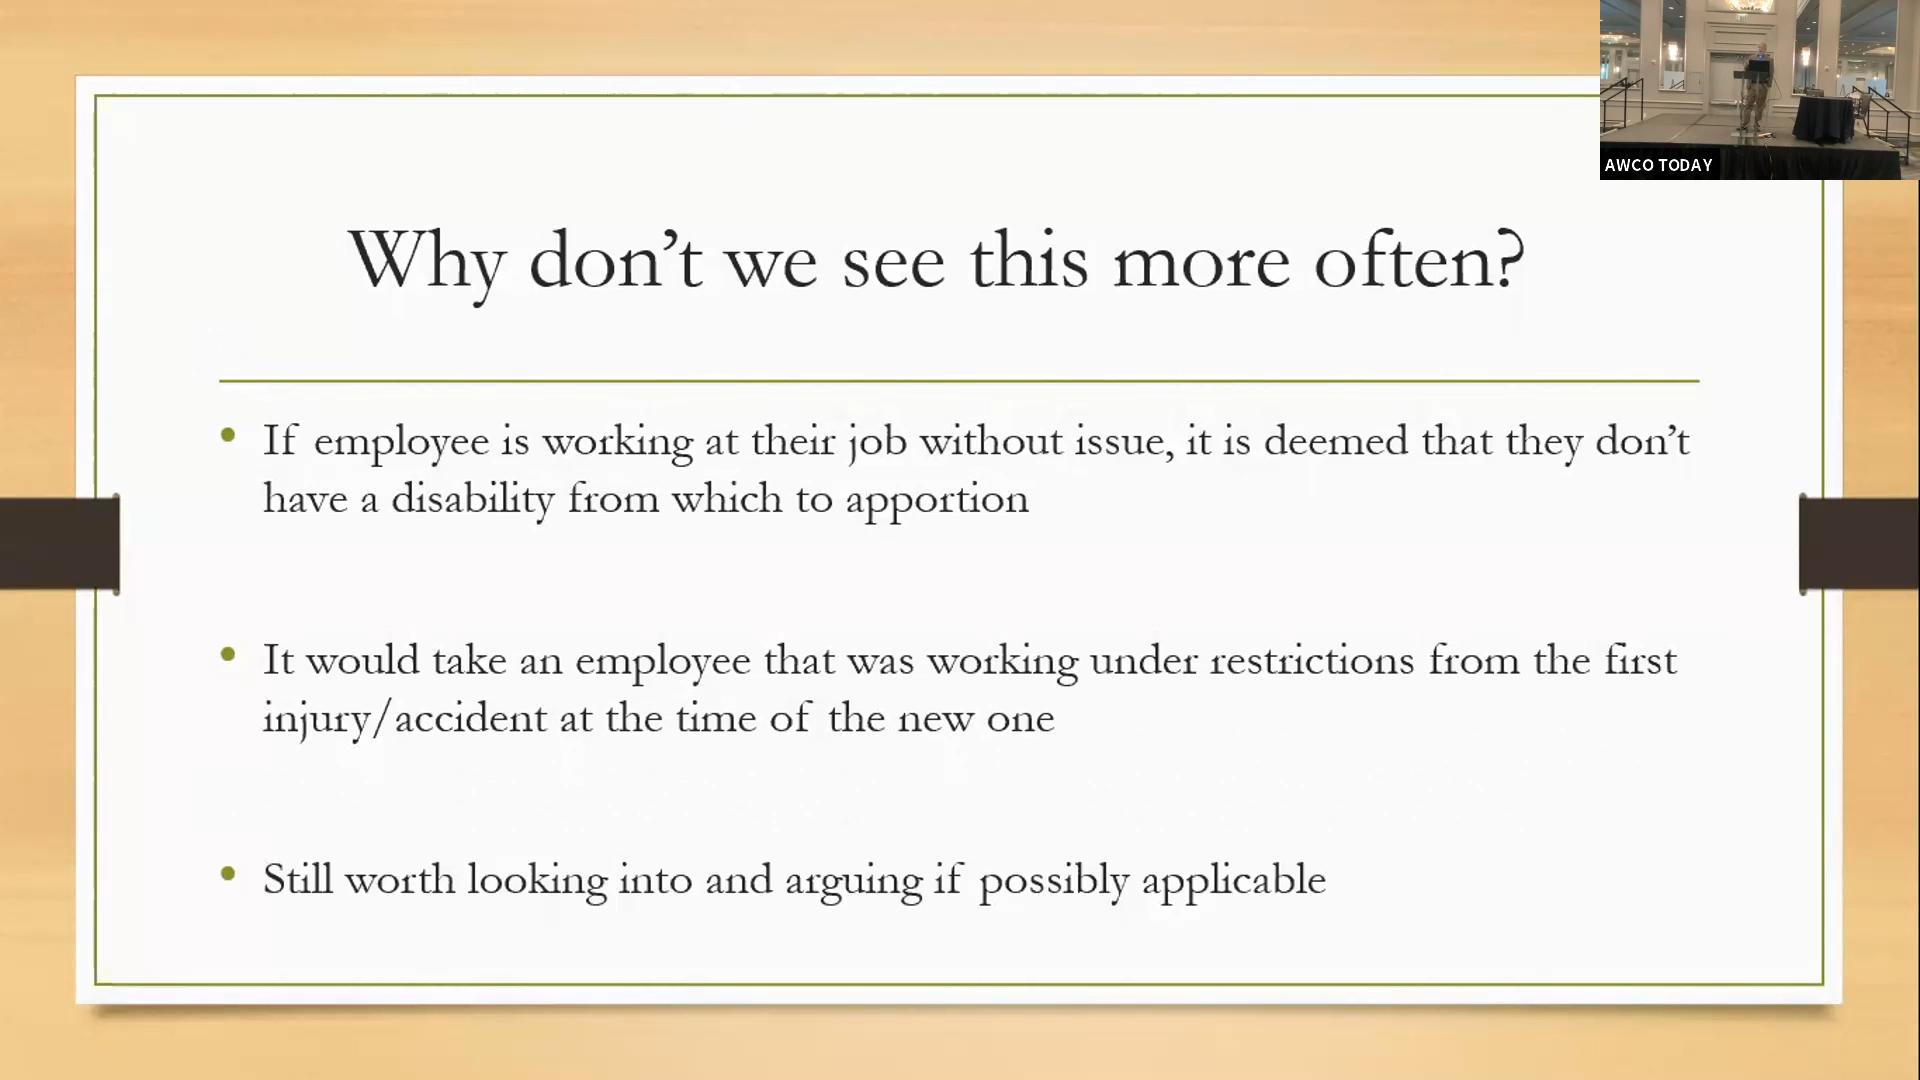 AWCO TODAY
Why don’t we see this more often?
• If employee is working at their job without issue, it is deemed that they don’t
have a disability from which to apportion
• It would take an employee that was working under restrictions from the first
injury/accident at the time of the new one
• Still worth looking into and arguing if possibly applicable